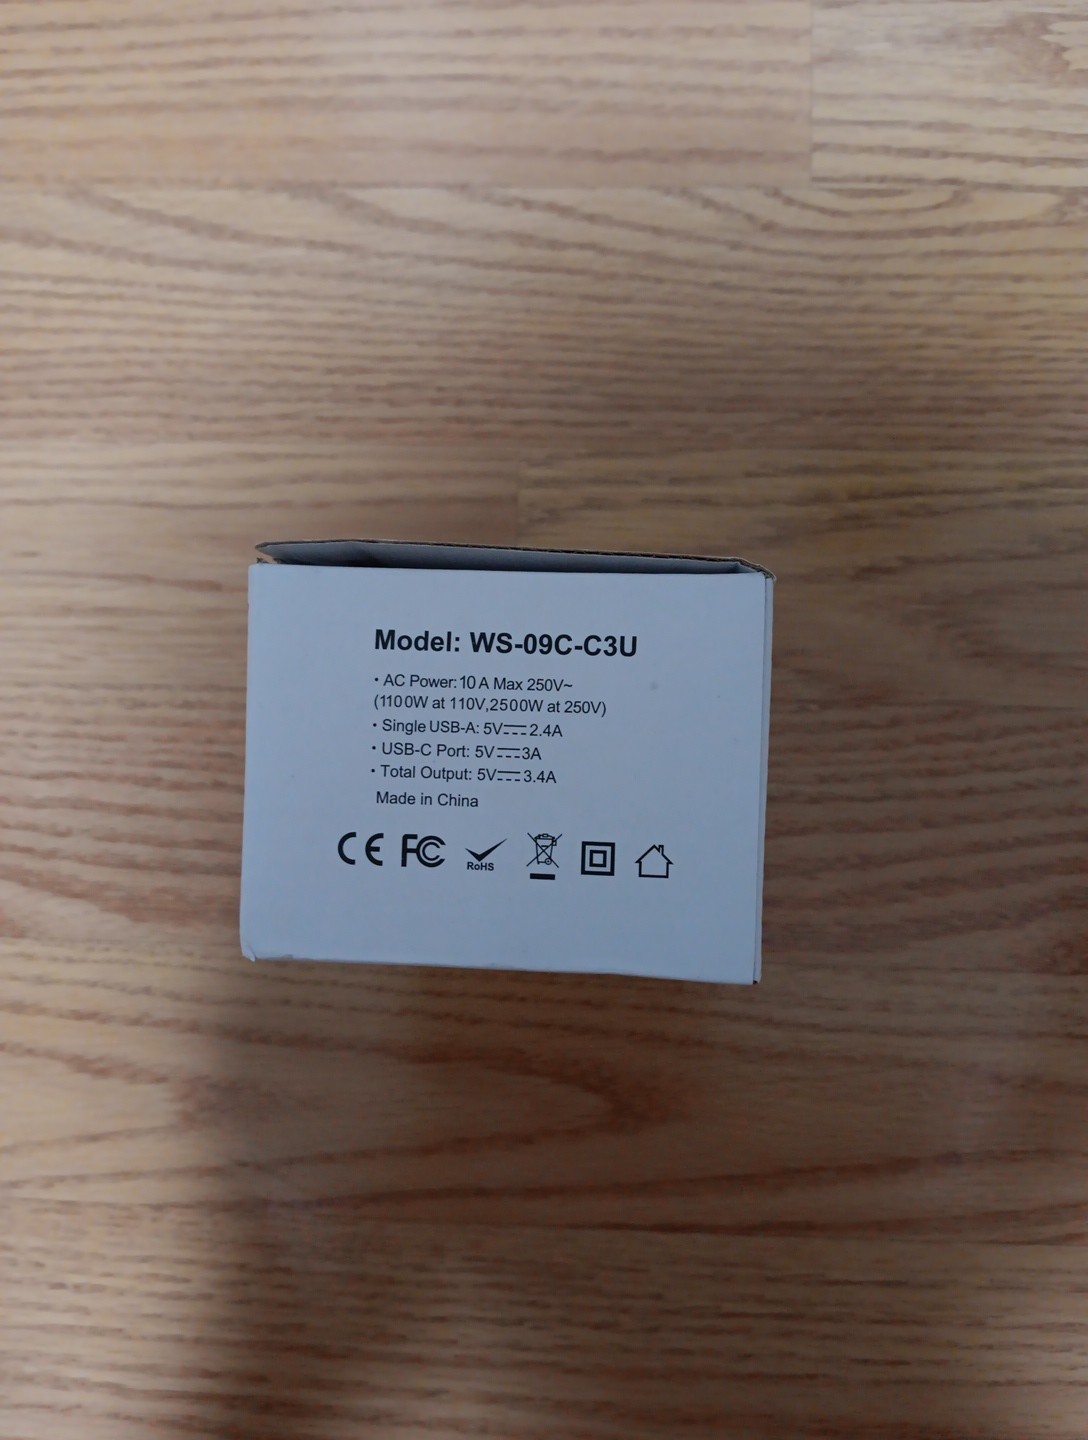 Model: WS-09C-C3U
• AC Power:10 A Max 250V~
(1100W at 110V,2500W at 250V)
• Single USB-A: 5V⎓2.4A
• USB-C Port: 5V⎓3A
• Total Output: 5V⎓3.4A
Made in China
CE FC RoHS